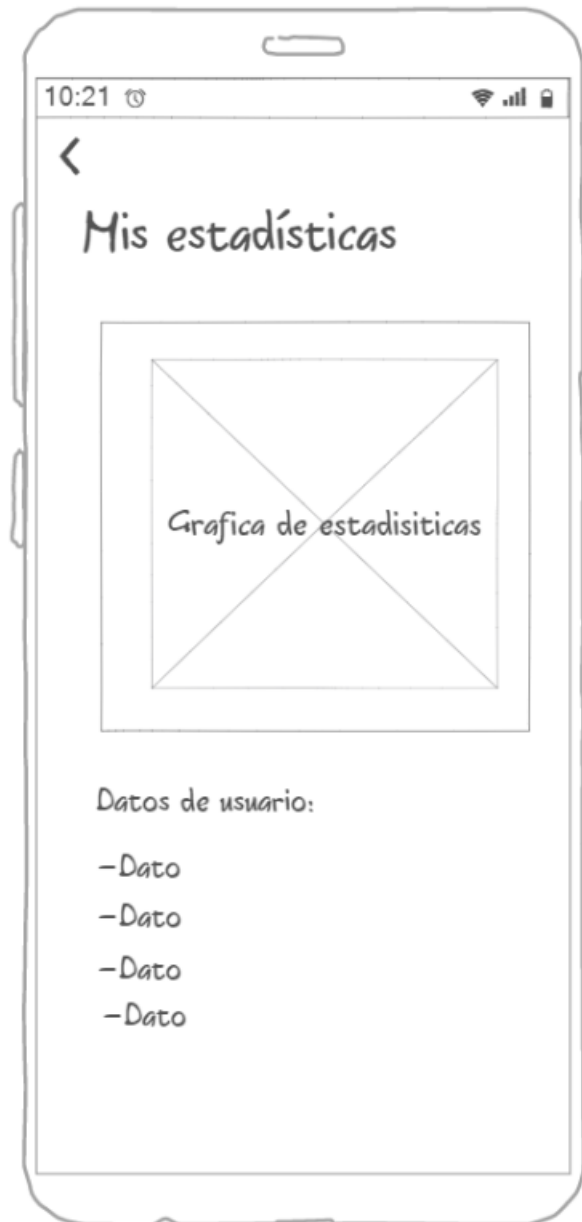 10:21
Mis estadísticas
Grafica de estadisiticas
Datos de usuario:
-Dato
-Dato
-Dato
-Dato